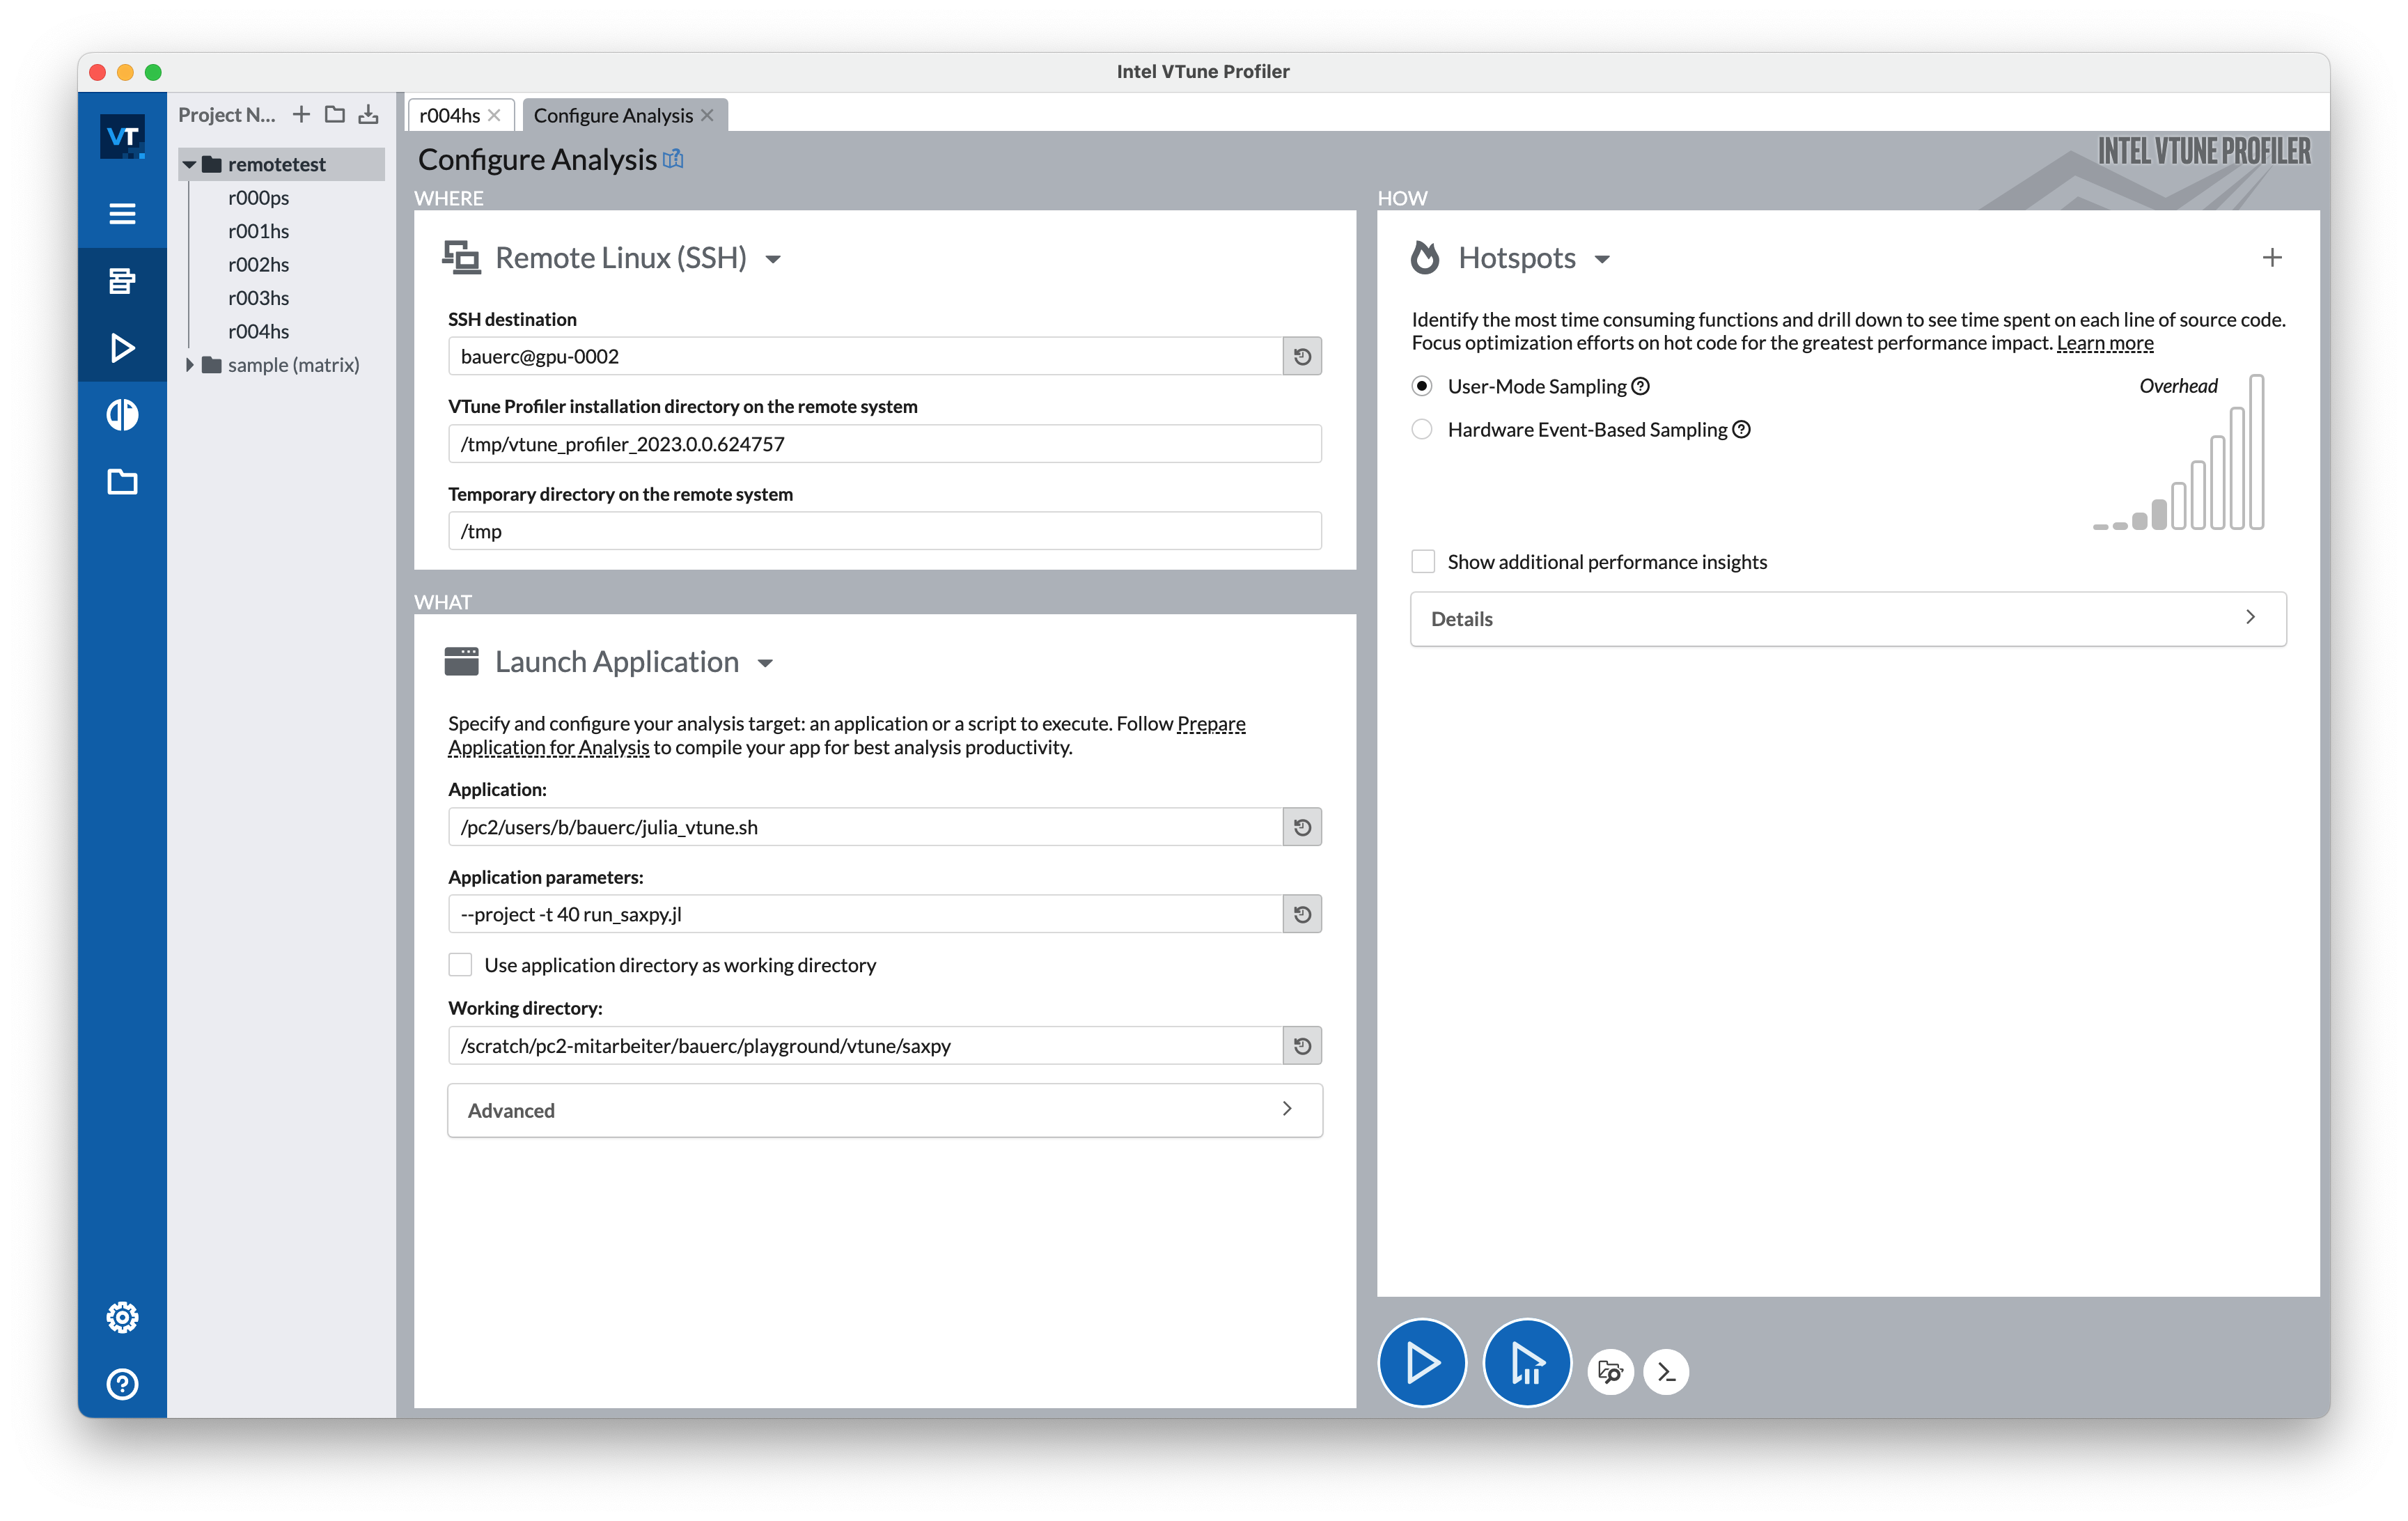 Intel VTune Profiler
VT
Project N...
remotetest
r000ps
r001hs
r002hs
r003hs
r004hs
sample (matrix)
r004hs
Configure Analysis
Configure Analysis
INTEL VTUNE PROFILER
WHERE
Remote Linux (SSH)
SSH destination
bauerc@gpu-0002
VTune Profiler installation directory on the remote system
/tmp/vtune_profiler_2023.0.0.624757
Temporary directory on the remote system
/tmp
WHAT
Launch Application
Specify and configure your analysis target: an application or a script to execute. Follow Prepare
Application for Analysis to compile your app for best analysis productivity.
Application:
/pc2/users/b/bauerc/julia_vtune.sh
Application parameters:
--project -t 40 run_saxpy.jl
Use application directory as working directory
Working directory:
/scratch/pc2-mitarbeiter/bauerc/playground/vtune/saxpy
Advanced
HOW
Hotspots
Identify the most time consuming functions and drill down to see time spent on each line of source code.
Focus optimization efforts on hot code for the greatest performance impact. Learn more
User-Mode Sampling
Overhead
Hardware Event-Based Sampling
Show additional performance insights
Details